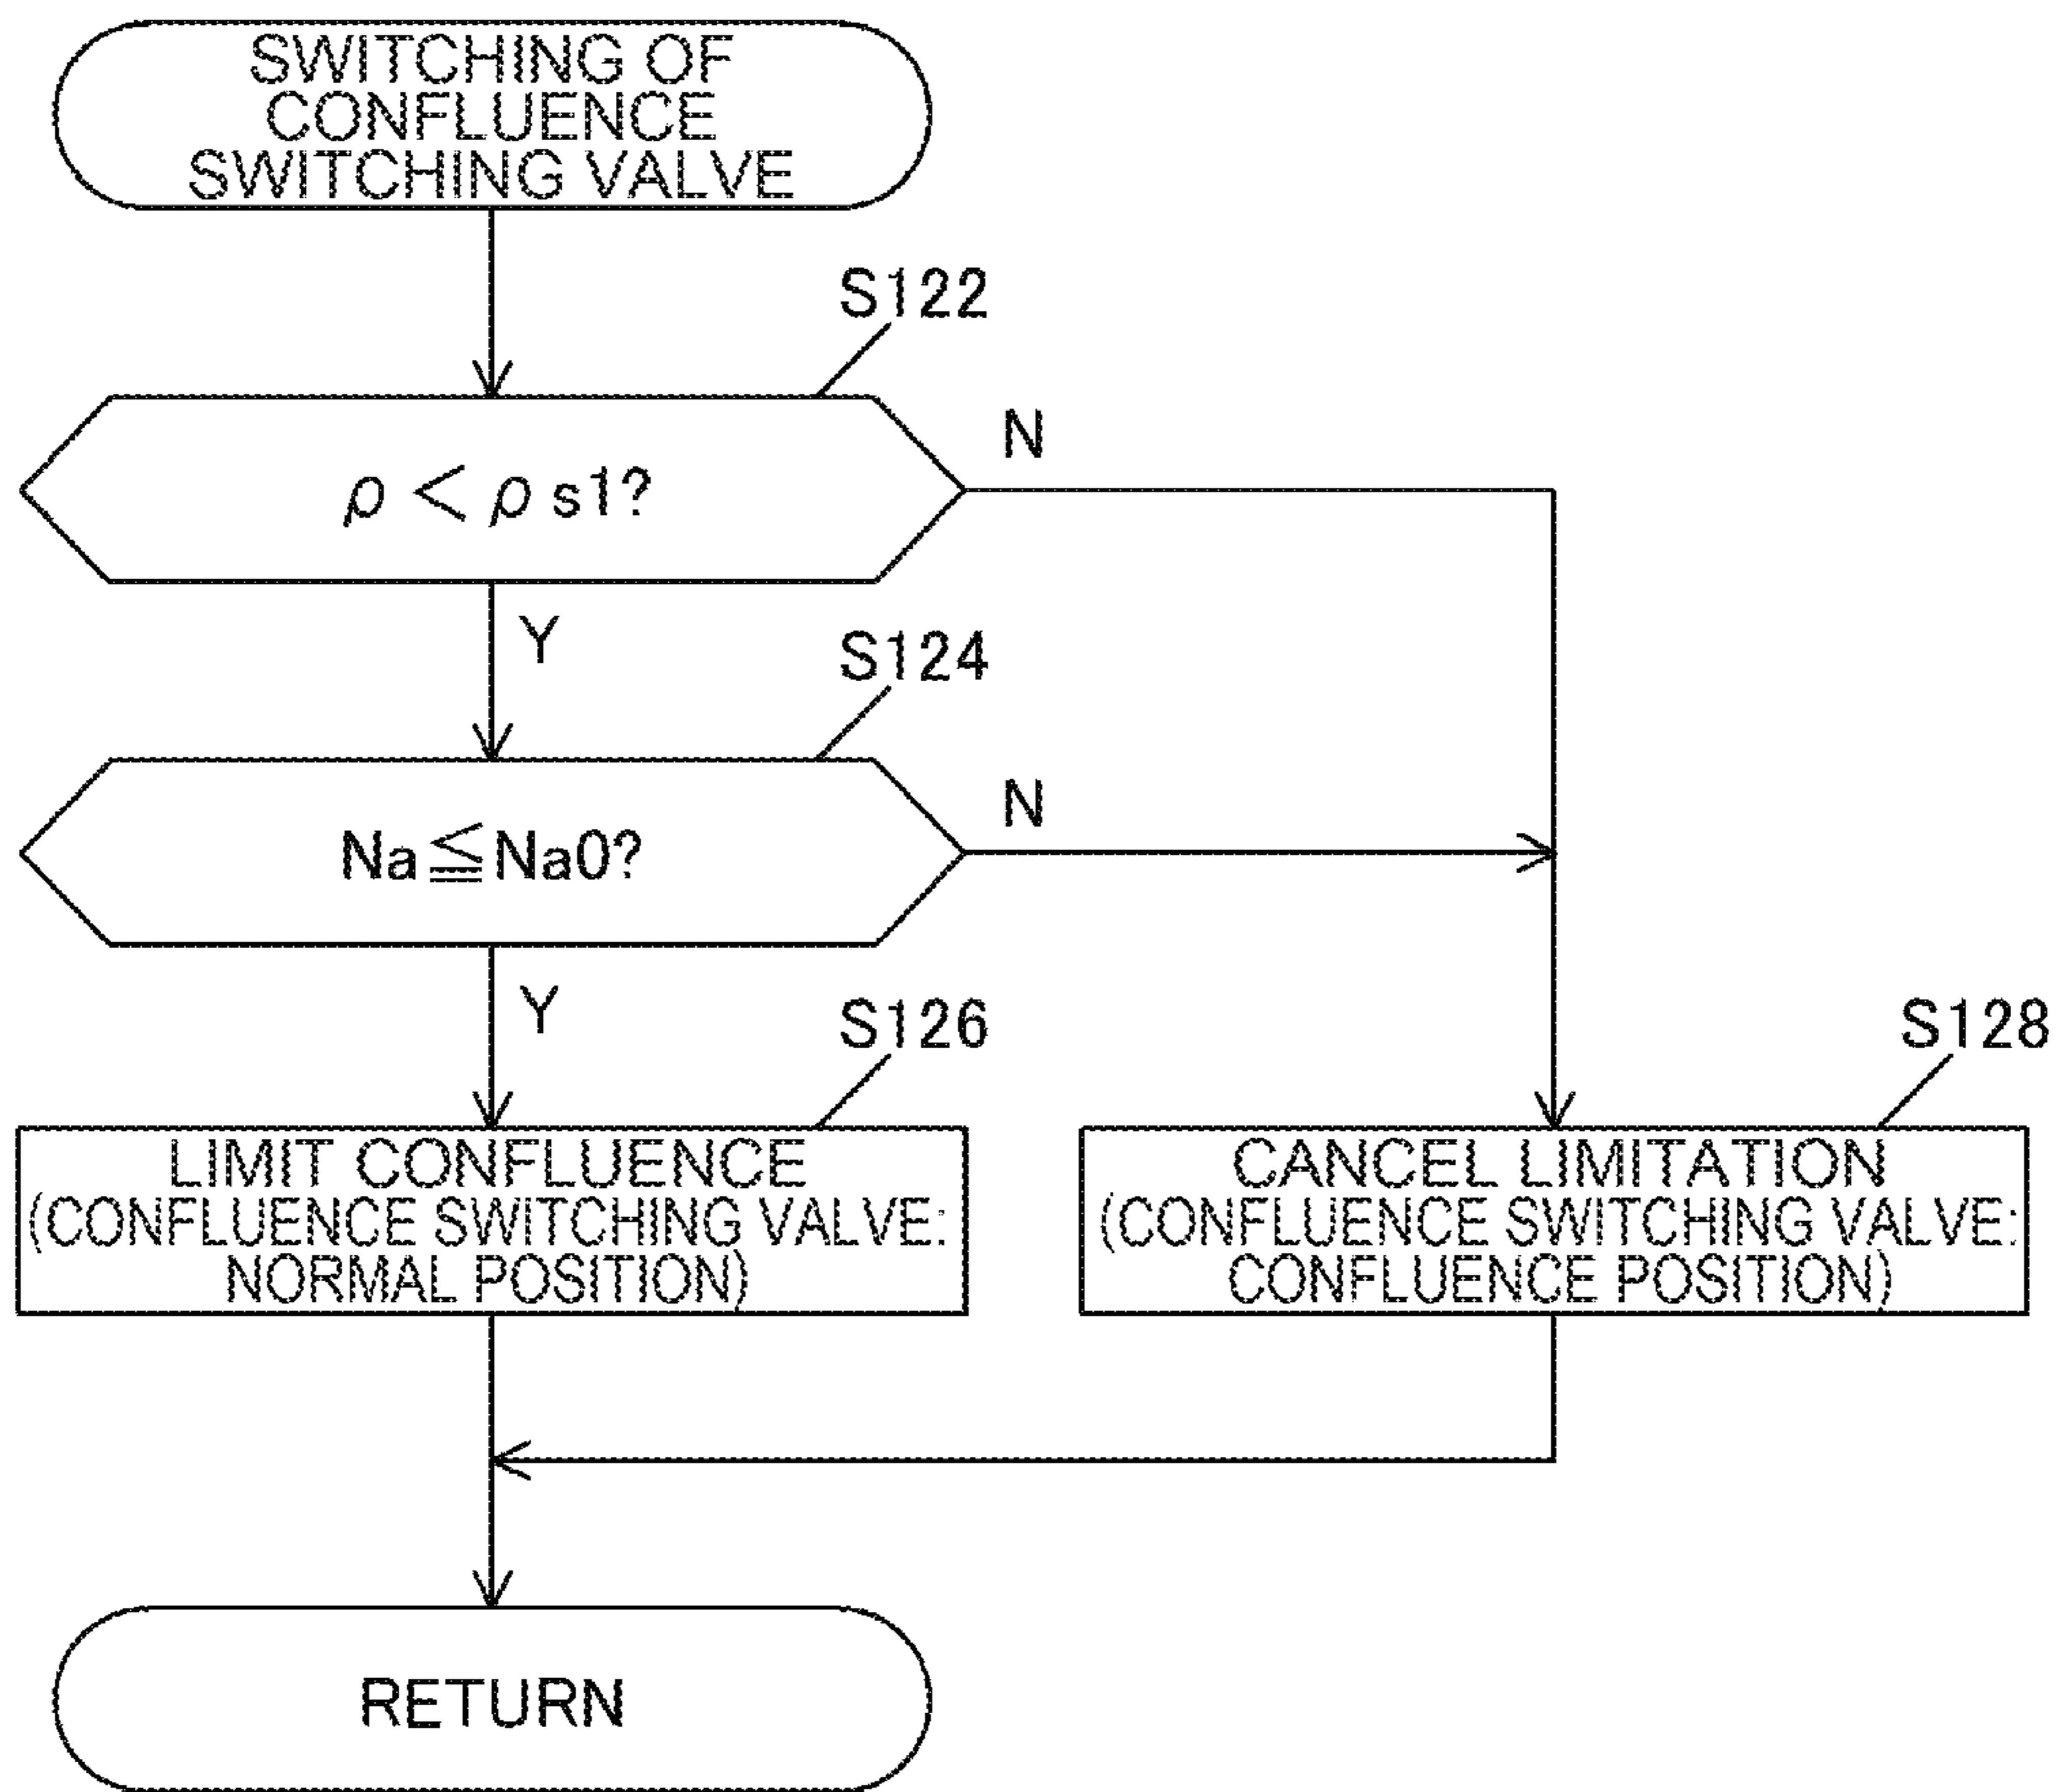 SWITCHING OF
CONFLUENCE
SWITCHING VALVE
S122
ρ < ρ s1?
N
Y
S124
Na≦Na0?
N
Y
S126
LIMIT CONFLUENCE
(CONFLUENCE SWITCHING VALVE:
NORMAL POSITION)
S128
CANCEL LIMITATION
(CONFLUENCE SWITCHING VALVE:
CONFLUENCE POSITION)
RETURN